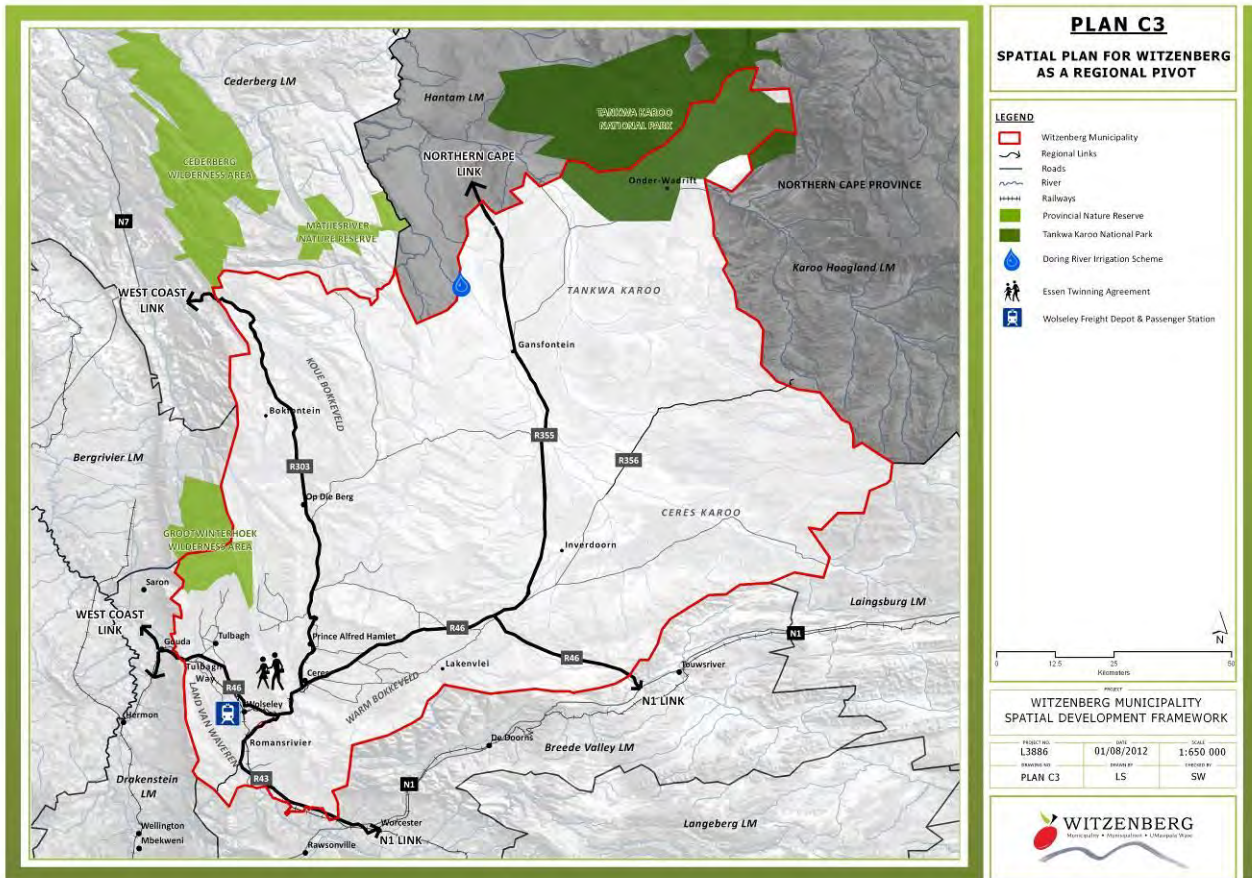 Cederberg LM
Hantam LM
TANKWA KAROO
NATIONAL PARK
CEDERBERG
WILDERNESS AREA
NORTHERN CAPE
LINK
Onder-Wadrift
NORTHERN CAPE PROVINCE
N7
MATJIESRIVER
NATURE RESERVE
Karoo Hoogland LM
WEST COAST
LINK
TANKWA KAROO
Gansfontein
KOUE BOKKEVELD
Bokfontein
R355
Bergrivier LM
R303
R356
Op Die Berg
CERES KAROO
GROOTWINTERHOEK
WILDERNESS AREA
Inverdoorn
Saron
WEST COAST
LINK
Laingsburg LM
Gouda
Tulbagh
Prince Alfred Hamlet
R46
N1
Tulbagh
Way
Ceres
Lakenvlei
R46
Touwsriver
R46
Wolseley
WARM BOKKEVELD
N1 LINK
LAND VAN WAVEREN
Hermon
Romansrivier
De Doorns
Breede Valley LM
Drakenstein
LM
R43
N1
Worcester
Langeberg LM
Wellington
Mbekweni
N1 LINK
Rawsonville
PLAN C3
SPATIAL PLAN FOR WITZENBERG
AS A REGIONAL PIVOT
LEGEND
Witzenberg Municipality
Regional Links
Roads
River
Railways
Provincial Nature Reserve
Tankwa Karoo National Park
Doring River Irrigation Scheme
Essen Twinning Agreement
Wolseley Freight Depot & Passenger Station
N
0 12.5 25 50
Kilometers
PROJECT
WITZENBERG MUNICIPALITY
SPATIAL DEVELOPMENT FRAMEWORK
PROJECT NO. DATE SCALE
L3886 01/08/2012 1:650 000
DRAWING NO DRAWN BY CHECKED BY
PLAN C3 LS SW
WITZENBERG
Municipality • Munisipaliteit • UMasipala Wase